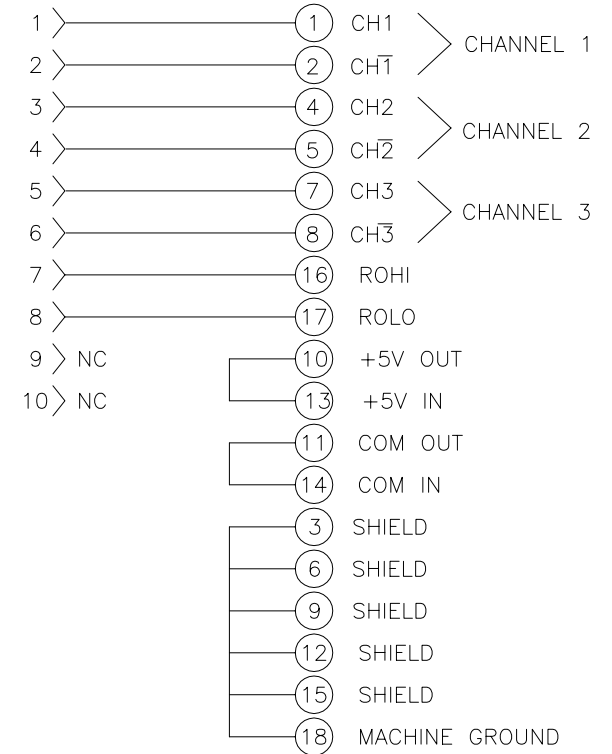 1 1 CH1
CHANNEL 1
2 2 CH1̅
3 4 CH2
CHANNEL 2
4 5 CH2̅
5 7 CH3
CHANNEL 3
6 8 CH3̅
7 16 ROHI
8 17 ROLO
9 NC 10 +5V OUT
10 NC 13 +5V IN
11 COM OUT
14 COM IN
3 SHIELD
6 SHIELD
9 SHIELD
12 SHIELD
15 SHIELD
18 MACHINE GROUND